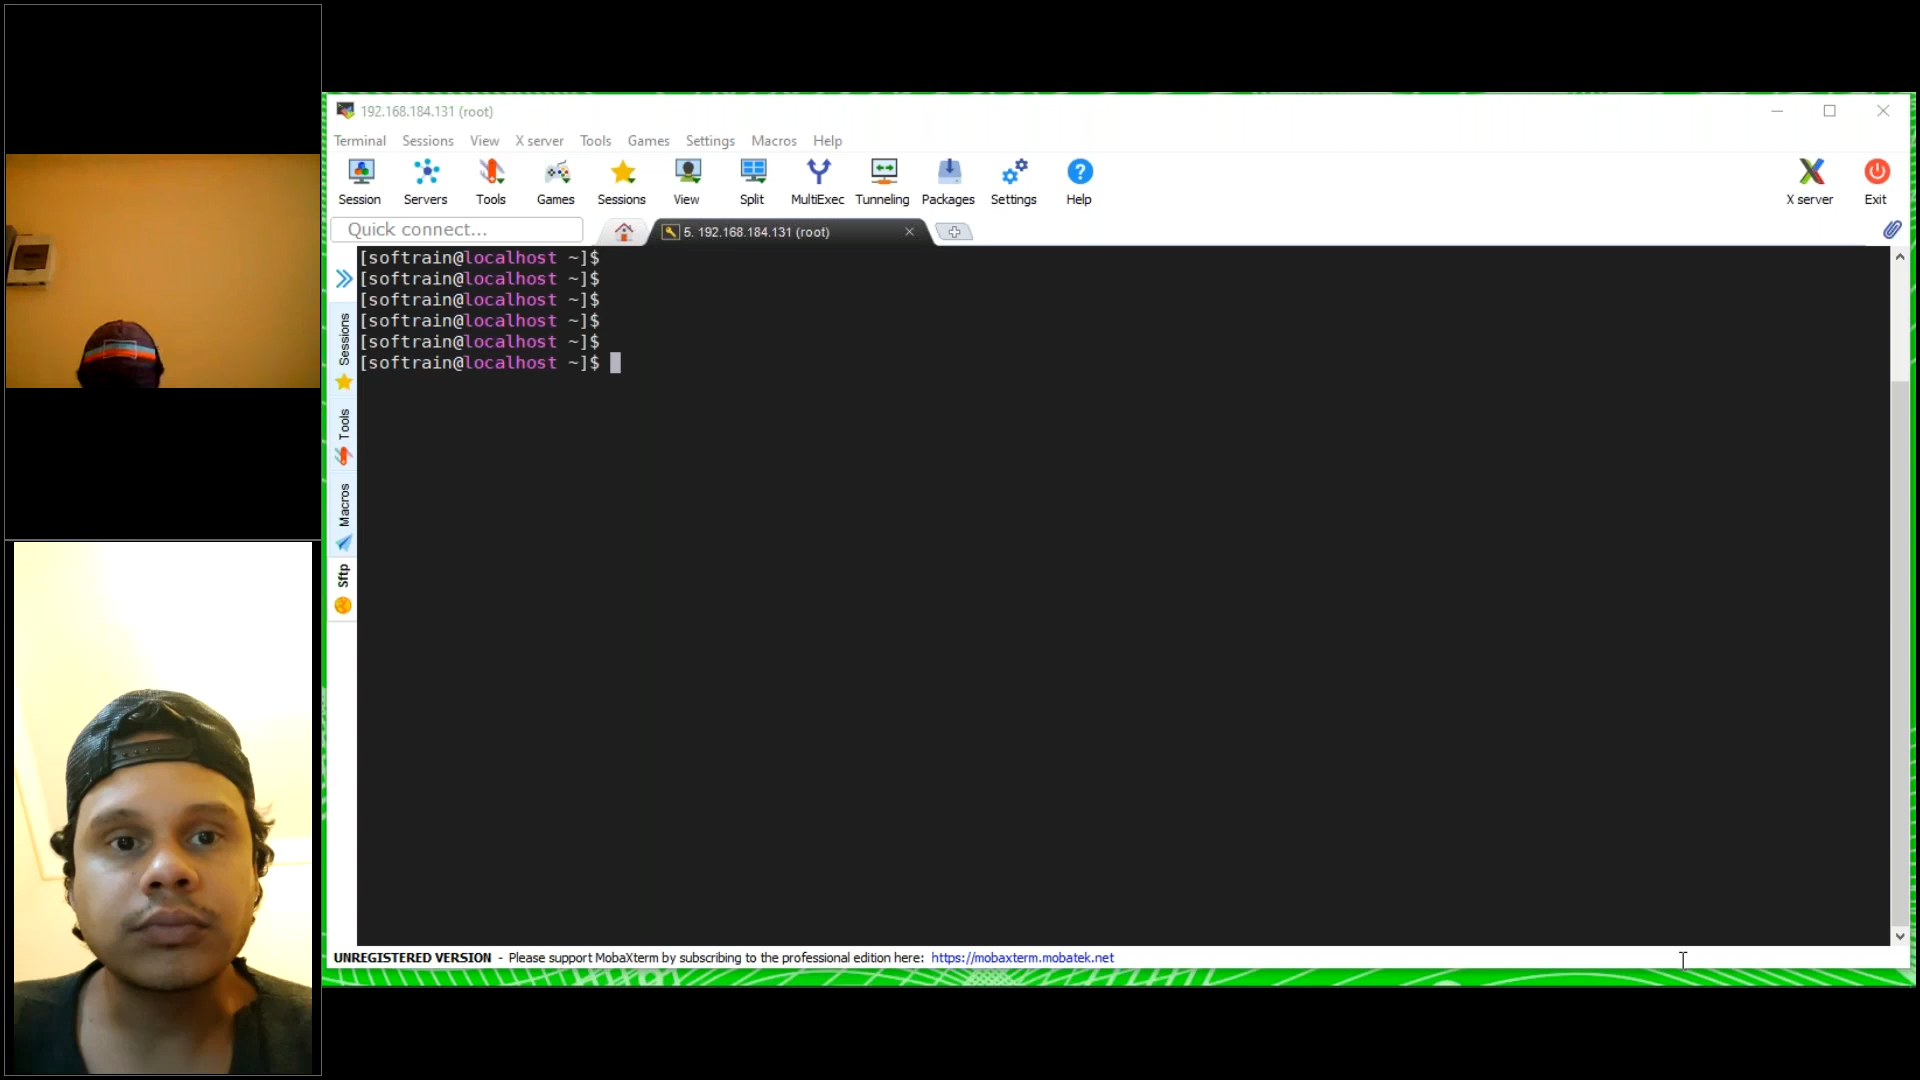 192.168.184.131 (root)
Terminal Sessions View X server Tools Games Settings Macros Help
Session Servers Tools Games Sessions View Split MultiExec Tunneling Packages Settings Help X server Exit
Quick connect... 5. 192.168.184.131 (root)
[softrain@localhost ~]$
[softrain@localhost ~]$
[softrain@localhost ~]$
[softrain@localhost ~]$
[softrain@localhost ~]$
[softrain@localhost ~]$
Sessions
Tools
Macros
Sftp
UNREGISTERED VERSION - Please support MobaXterm by subscribing to the professional edition here: https://mobaxterm.mobatek.net